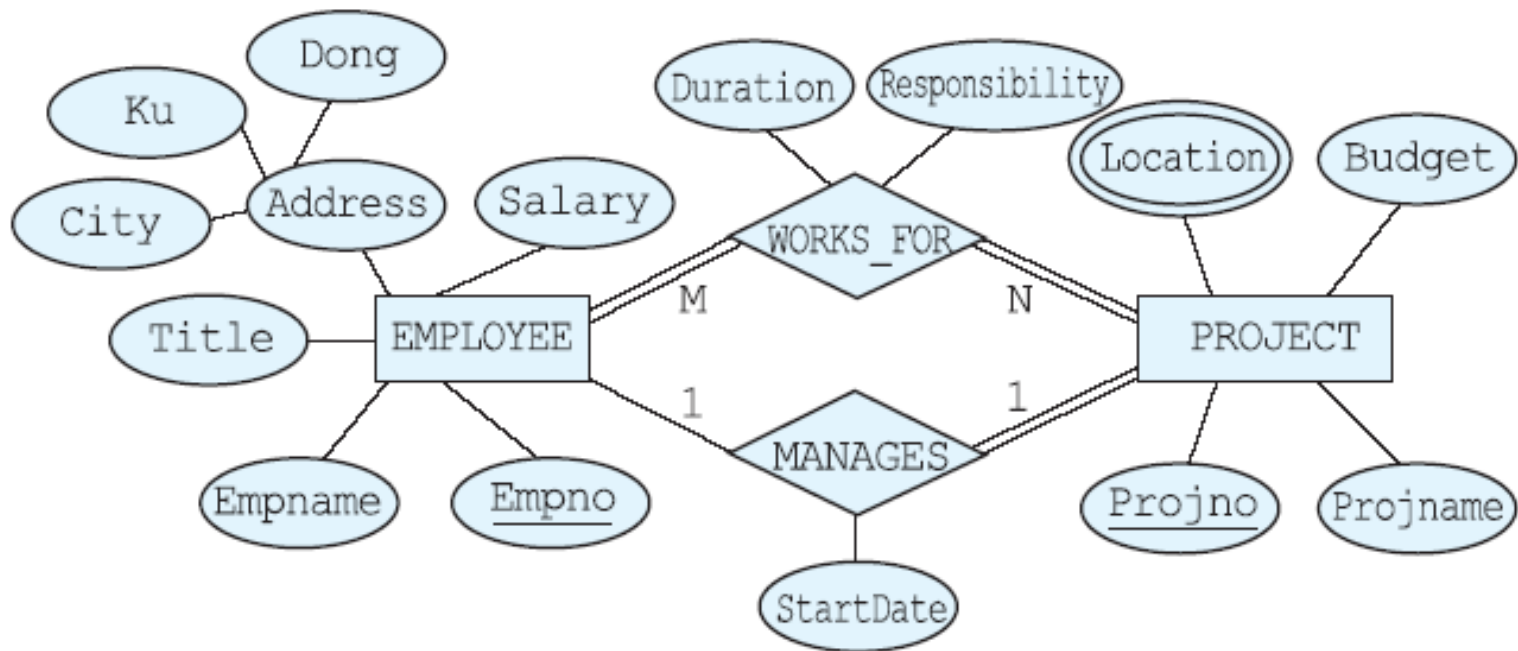 Dong
Ku
Duration
Responsibility
Location
Budget
City
Address
Salary
WORKS_FOR
M
N
Title
EMPLOYEE
PROJECT
1
1
MANAGES
Empname
Empno
Projno
Projname
StartDate